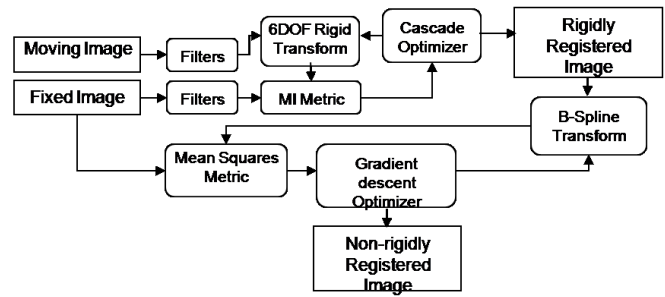 Moving Image
Filters
6DOF Rigid
Transform
Cascade
Optimizer
Rigidly
Registered
Image
Fixed Image
Filters
MI Metric
B-Spline
Transform
Mean Squares
Metric
Gradient
descent
Optimizer
Non-rigidly
Registered
Image